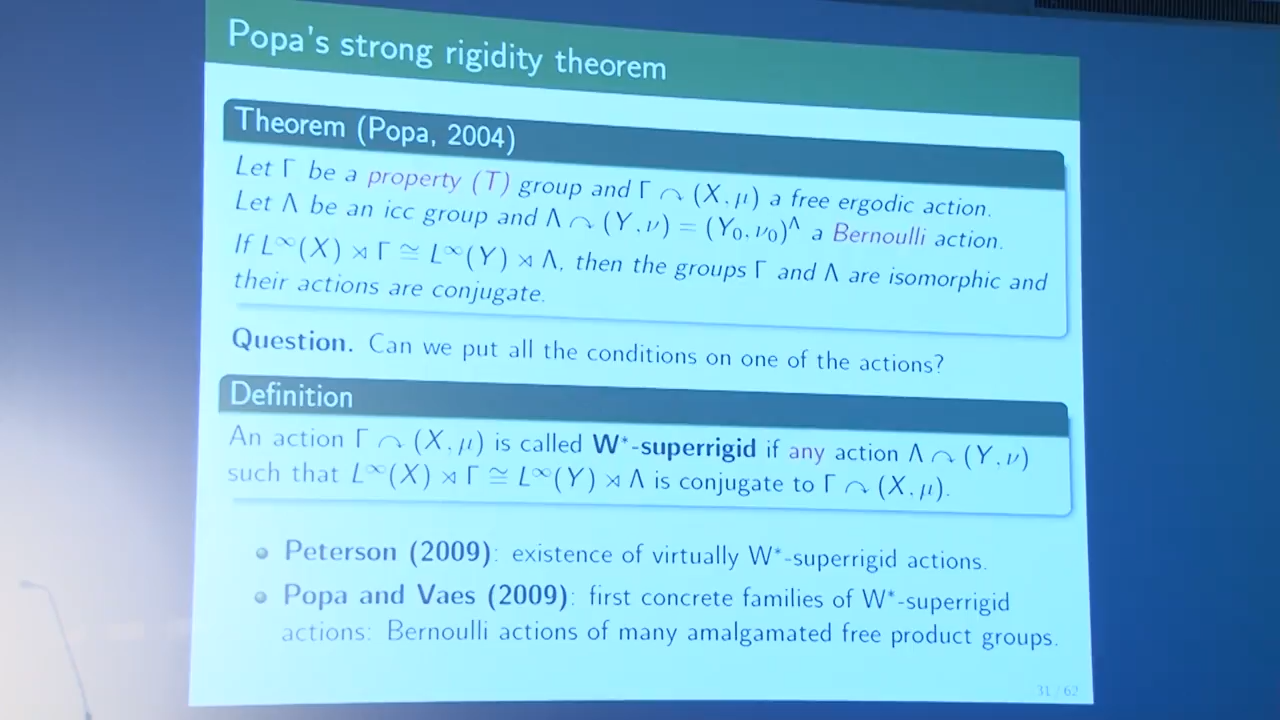 Popa's strong rigidity theorem
Theorem (Popa, 2004)
Let Γ be a property (T) group and Γ ↷ (X, μ) a free ergodic action.
Let Λ be an icc group and Λ ↷ (Y, ν) = (Y₀, ν₀)^Λ a Bernoulli action.
If L^∞(X) ⋊ Γ ≅ L^∞(Y) ⋊ Λ, then the groups Γ and Λ are isomorphic and
their actions are conjugate.
Question. Can we put all the conditions on one of the actions?
Definition
An action Γ ↷ (X, μ) is called W*-superrigid if any action Λ ↷ (Y, ν)
such that L^∞(X) ⋊ Γ ≅ L^∞(Y) ⋊ Λ is conjugate to Γ ↷ (X, μ).
• Peterson (2009): existence of virtually W*-superrigid actions.
• Popa and Vaes (2009): first concrete families of W*-superrigid
actions: Bernoulli actions of many amalgamated free product groups.
31 / 62